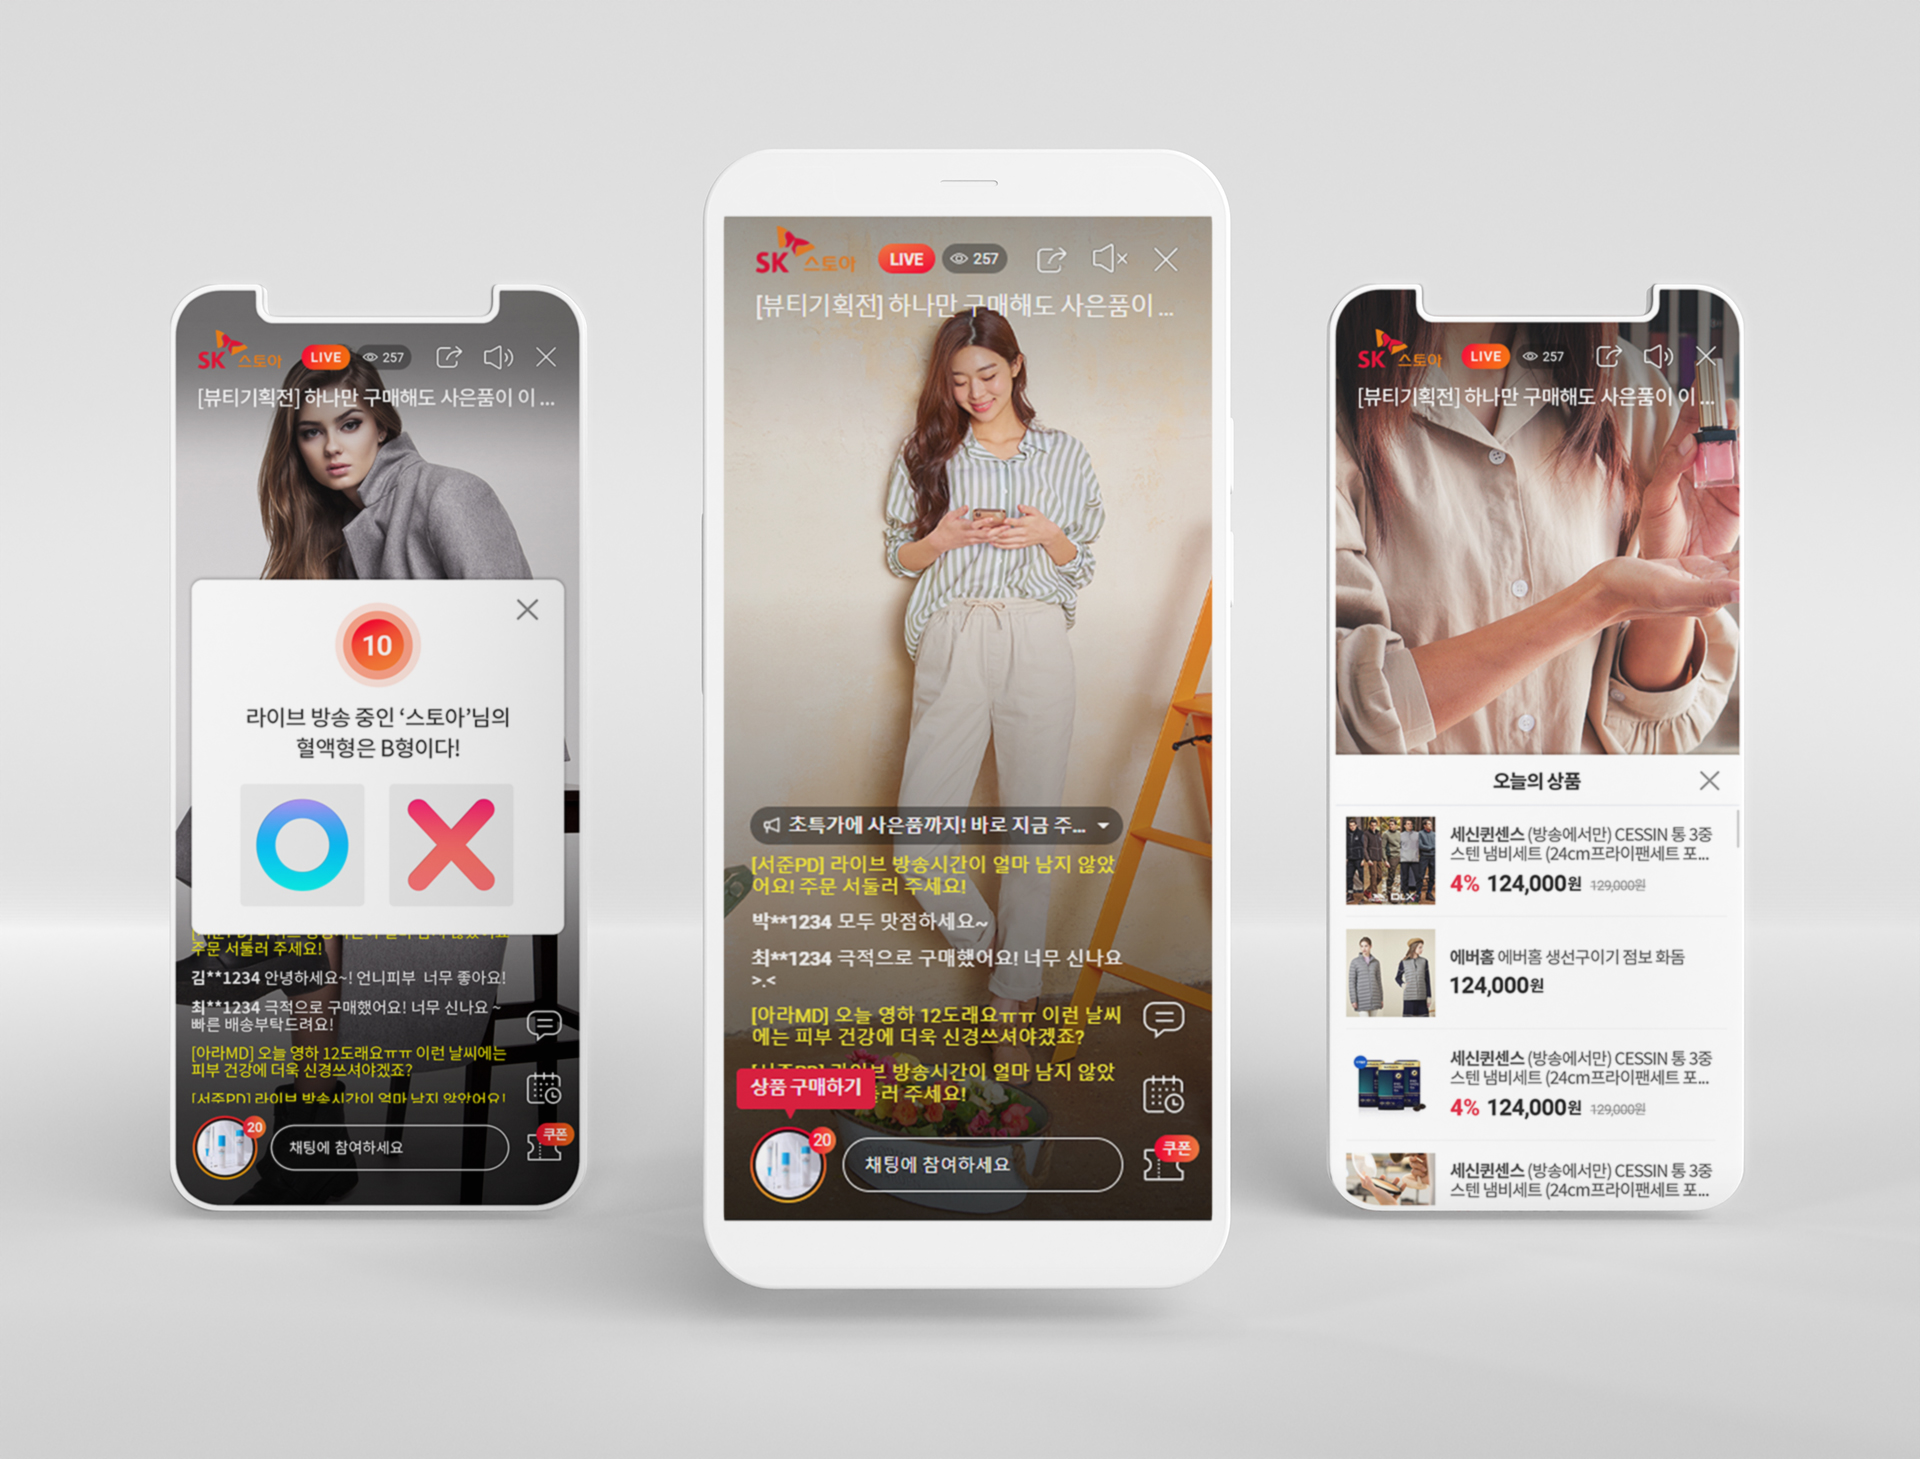 SK 스토아 LIVE 257
[뷰티기획전] 하나만 구매해도 사은품이 이 ...
10
라이브 방송 중인 ‘스토아’님의
혈액형은 B형이다!
주문 서둘러 주세요!
김**1234 안녕하세요~! 언니피부 너무 좋아요!
최**1234 극적으로 구매했어요! 너무 신나요 ~
빠른 배송부탁드려요!
[아라MD] 오늘 영하 12도래요ㅠㅠ 이런 날씨에는
피부 건강에 더욱 신경쓰셔야겠죠?
[서준PD] 라이브 방송시간이 얼마 남지 않았어요!
20
채팅에 참여하세요
쿠폰
SK 스토아 LIVE 257
[뷰티기획전] 하나만 구매해도 사은품이 ...
초특가에 사은품까지! 바로 지금 주...
[서준PD] 라이브 방송시간이 얼마 남지 않았
어요! 주문 서둘러 주세요!
박**1234 모두 맛점하세요~
최**1234 극적으로 구매했어요! 너무 신나요
>.<
[아라MD] 오늘 영하 12도래요ㅠㅠ 이런 날씨
에는 피부 건강에 더욱 신경쓰셔야겠죠?
방송시간이 얼마 남지 않았
러 주세요!
상품 구매하기
20
채팅에 참여하세요
쿠폰
SK 스토아 LIVE 257
[뷰티기획전] 하나만 구매해도 사은품이 이 ...
오늘의 상품
세신퀸센스 (방송에서만) CESSIN 통 3중
스텐 냄비세트 (24cm프라이팬세트 포...
4% 124,000원 129,000원
에버홈 에버홈 생선구이기 점보 화돔
124,000원
세신퀸센스 (방송에서만) CESSIN 통 3중
스텐 냄비세트 (24cm프라이팬세트 포...
4% 124,000원 129,000원
세신퀸센스 (방송에서만) CESSIN 통 3중
스텐 냄비세트 (24cm프라이팬세트 포...